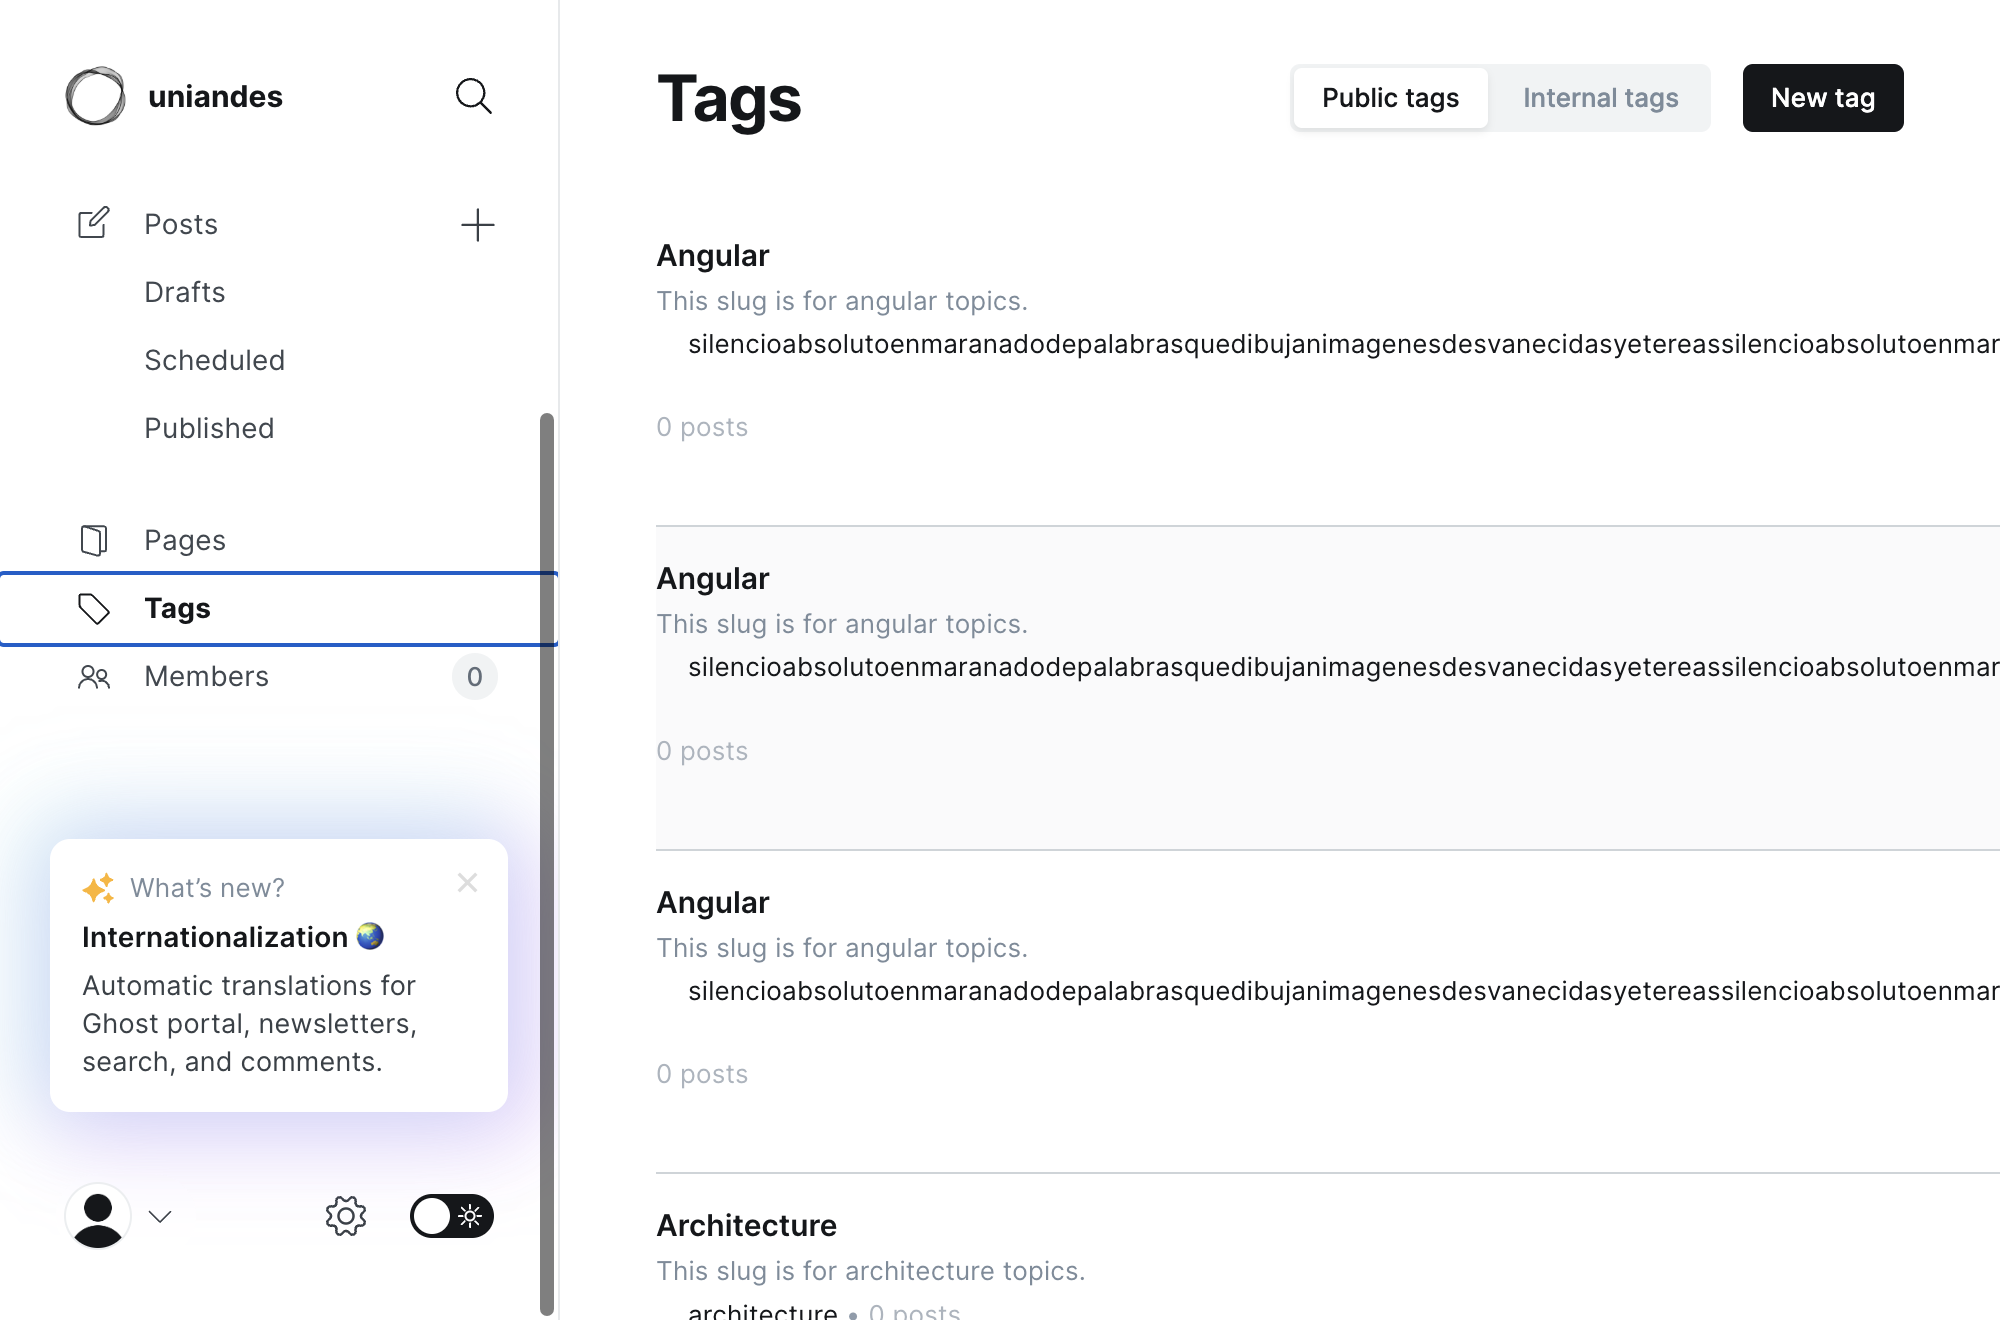 uniandes
Posts
Drafts
Scheduled
Published
Pages
Tags
Members
0
What's new?
Internationalization
Automatic translations for
Ghost portal, newsletters,
search, and comments.
Tags
Public tags
Internal tags
New tag
Angular
This slug is for angular topics.
silencioabsolutoenmaranadodepalabrasquedibujanimagenesdesvanecidasyetereassilencioabsolutoenmar
0 posts
Angular
This slug is for angular topics.
silencioabsolutoenmaranadodepalabrasquedibujanimagenesdesvanecidasyetereassilencioabsolutoenmar
0 posts
Angular
This slug is for angular topics.
silencioabsolutoenmaranadodepalabrasquedibujanimagenesdesvanecidasyetereassilencioabsolutoenmar
0 posts
Architecture
This slug is for architecture topics.
architecture • 0 posts